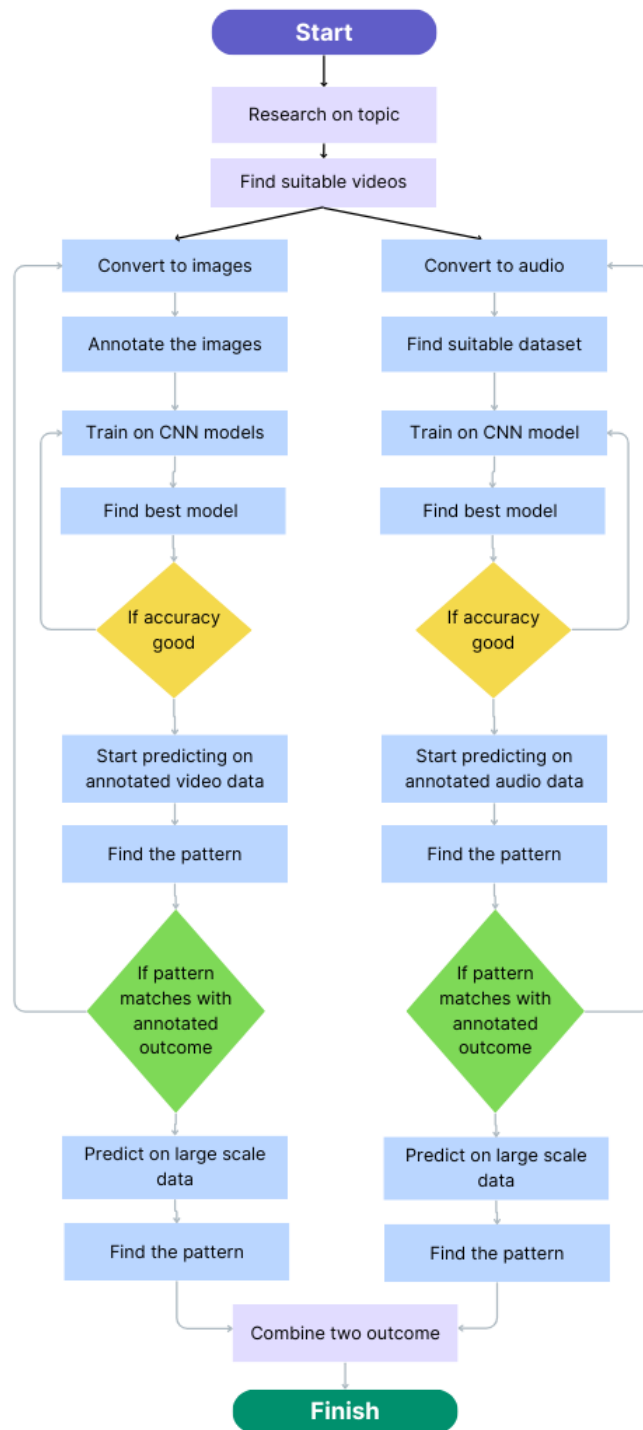 Start
Research on topic
Find suitable videos
Convert to images
Convert to audio
Annotate the images
Find suitable dataset
Train on CNN models
Train on CNN model
Find best model
Find best model
If accuracy
good
If accuracy
good
Start predicting on
annotated video data
Start predicting on
annotated audio data
Find the pattern
Find the pattern
If pattern
matches with
annotated
outcome
If pattern
matches with
annotated
outcome
Predict on large scale
data
Predict on large scale
data
Find the pattern
Find the pattern
Combine two outcome
Finish